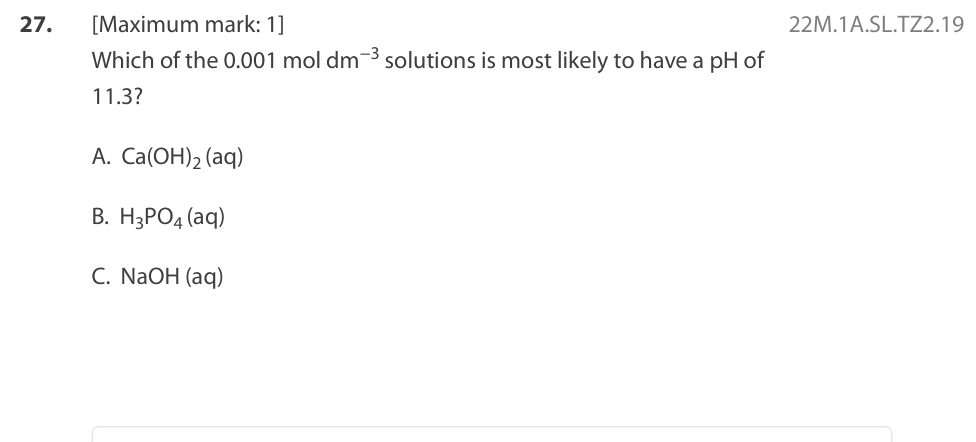 27. [Maximum mark: 1] 22M.1A.SL.TZ2.19
Which of the 0.001 mol dm⁻³ solutions is most likely to have a pH of
11.3?
A. Ca(OH)₂ (aq)
B. H₃PO₄ (aq)
C. NaOH (aq)